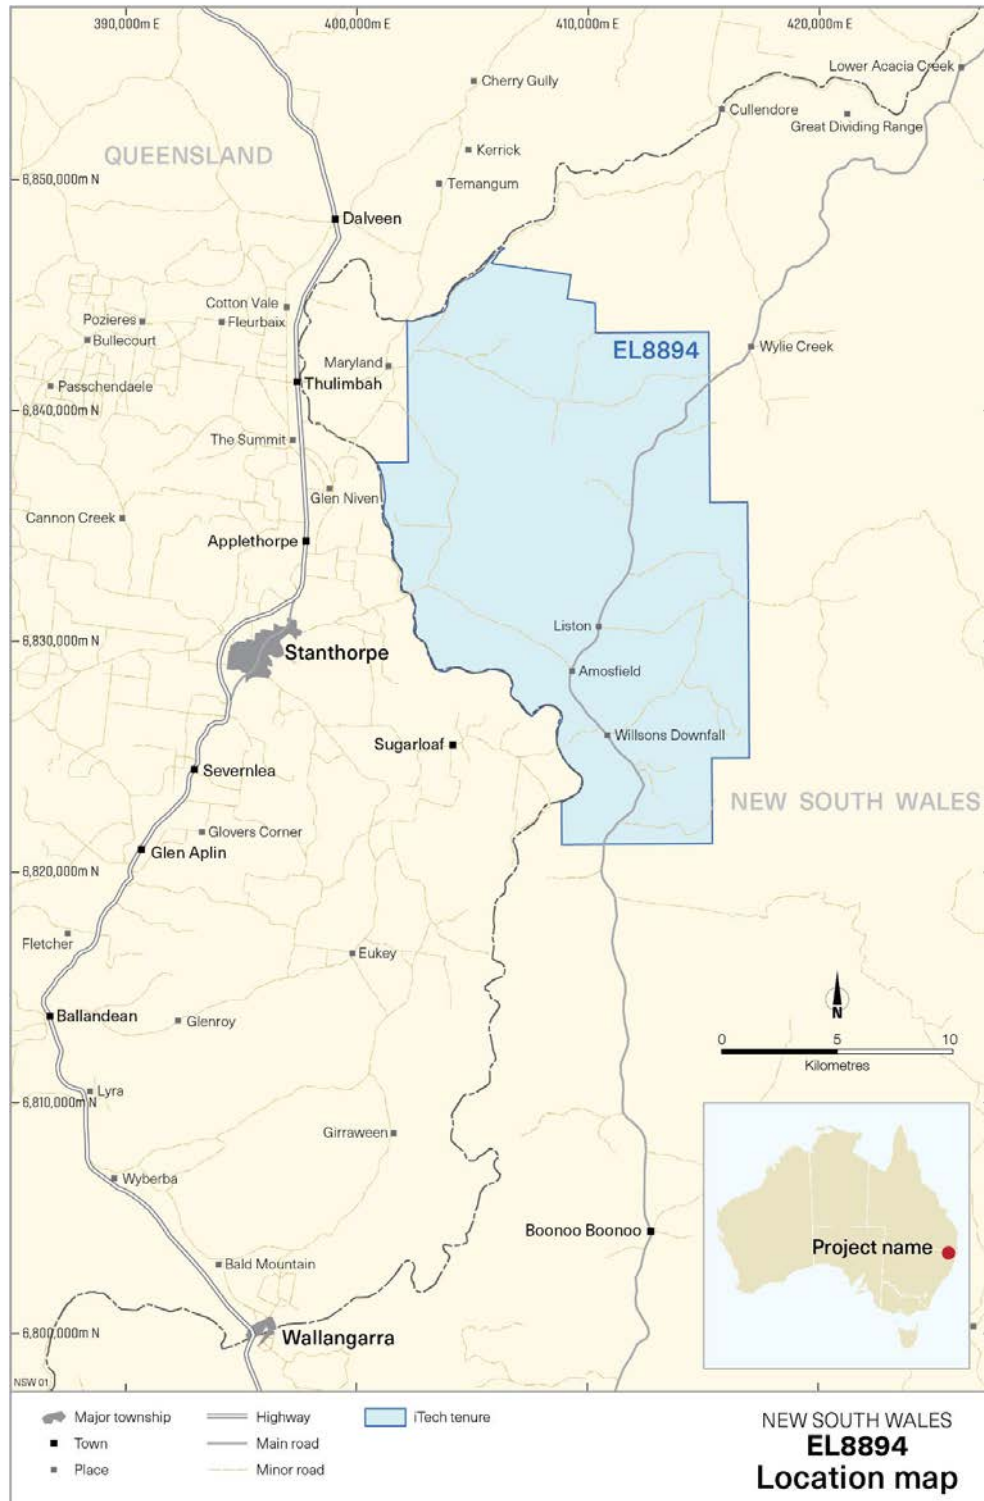 390,000m E
400,000m E
410,000m E
420,000m E
Lower Acacia Creek
Cherry Gully
Cullendore
Great Dividing Range
QUEENSLAND
Kerrick
6,850,000m N
Temangum
Dalveen
Cotton Vale
Pozieres
Fleurbaix
Bullecourt
EL8894
Wylie Creek
Maryland
Passchendaele
Thulimbah
6,840,000m N
The Summit
Glen Niven
Cannon Creek
Applethorpe
Liston
6,830,000m N
Stanthorpe
Amosfield
Willsons Downfall
Sugarloaf
Severnlea
NEW SOUTH WALES
Glovers Corner
Glen Aplin
6,820,000m N
Fletcher
Eukey
Ballandean
Glenroy
N
0 5 10
Kilometres
Lyra
6,810,000m N
Girraween
Wyberba
Boonoo Boonoo
Project name
Bald Mountain
6,800,000m N
Wallangarra
NSW 01
Major township
Town
Place
Highway
Main road
Minor road
iTech tenure
NEW SOUTH WALES
EL8894
Location map